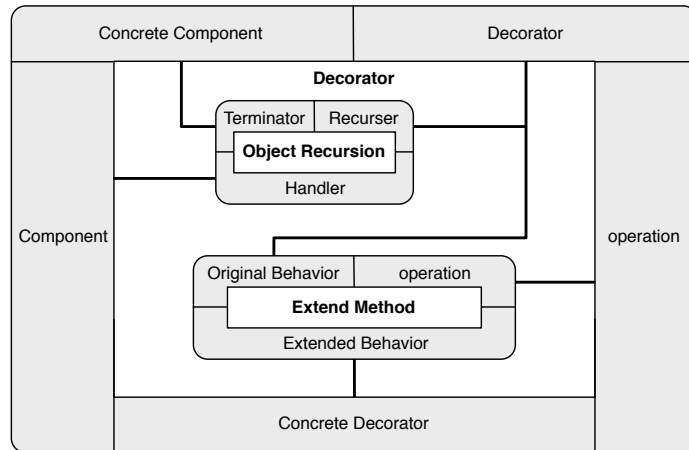 Concrete Component
Decorator
Decorator
Terminator
Recurser
Object Recursion
Handler
Component
operation
Original Behavior
operation
Extend Method
Extended Behavior
Concrete Decorator